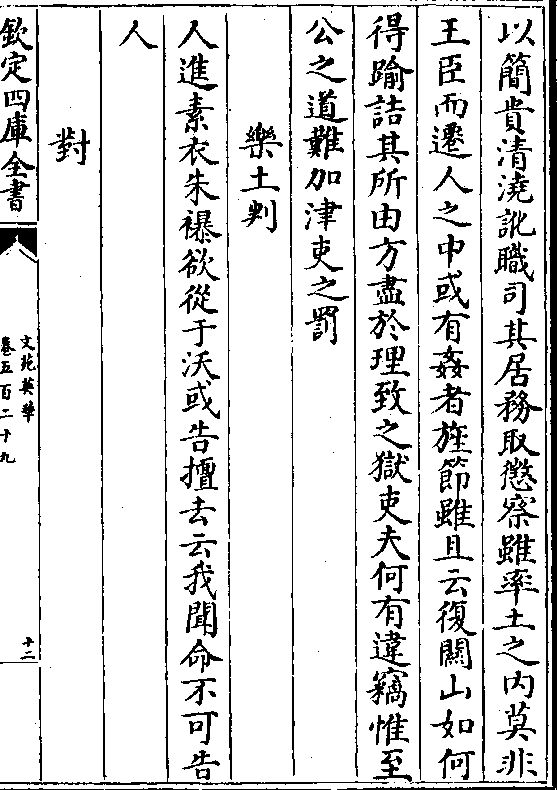 以簡貴清澆訛職司其居務取懲察雖率土之内莫非
王臣而遷人之中或有姦者旌節雖且云復關山如何
得踰詰其所由方盡於理致之獄吏夫何有違竊惟至
公之道難加津吏之罰
樂土判
人進素衣朱襮欲從于沃或告擅去云我聞命不可告
人
對
欽定四庫全書
文苑英華
卷五百二十九
十二